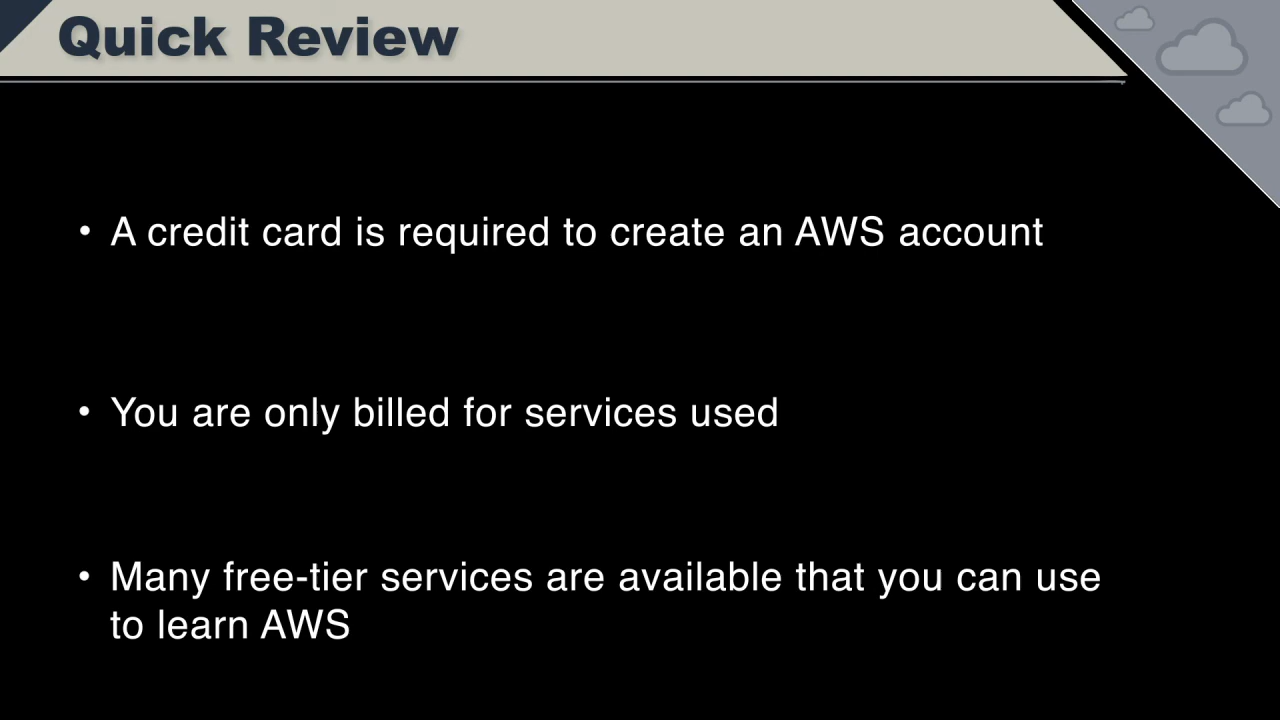 Quick Review
• A credit card is required to create an AWS account
• You are only billed for services used
• Many free-tier services are available that you can use
to learn AWS